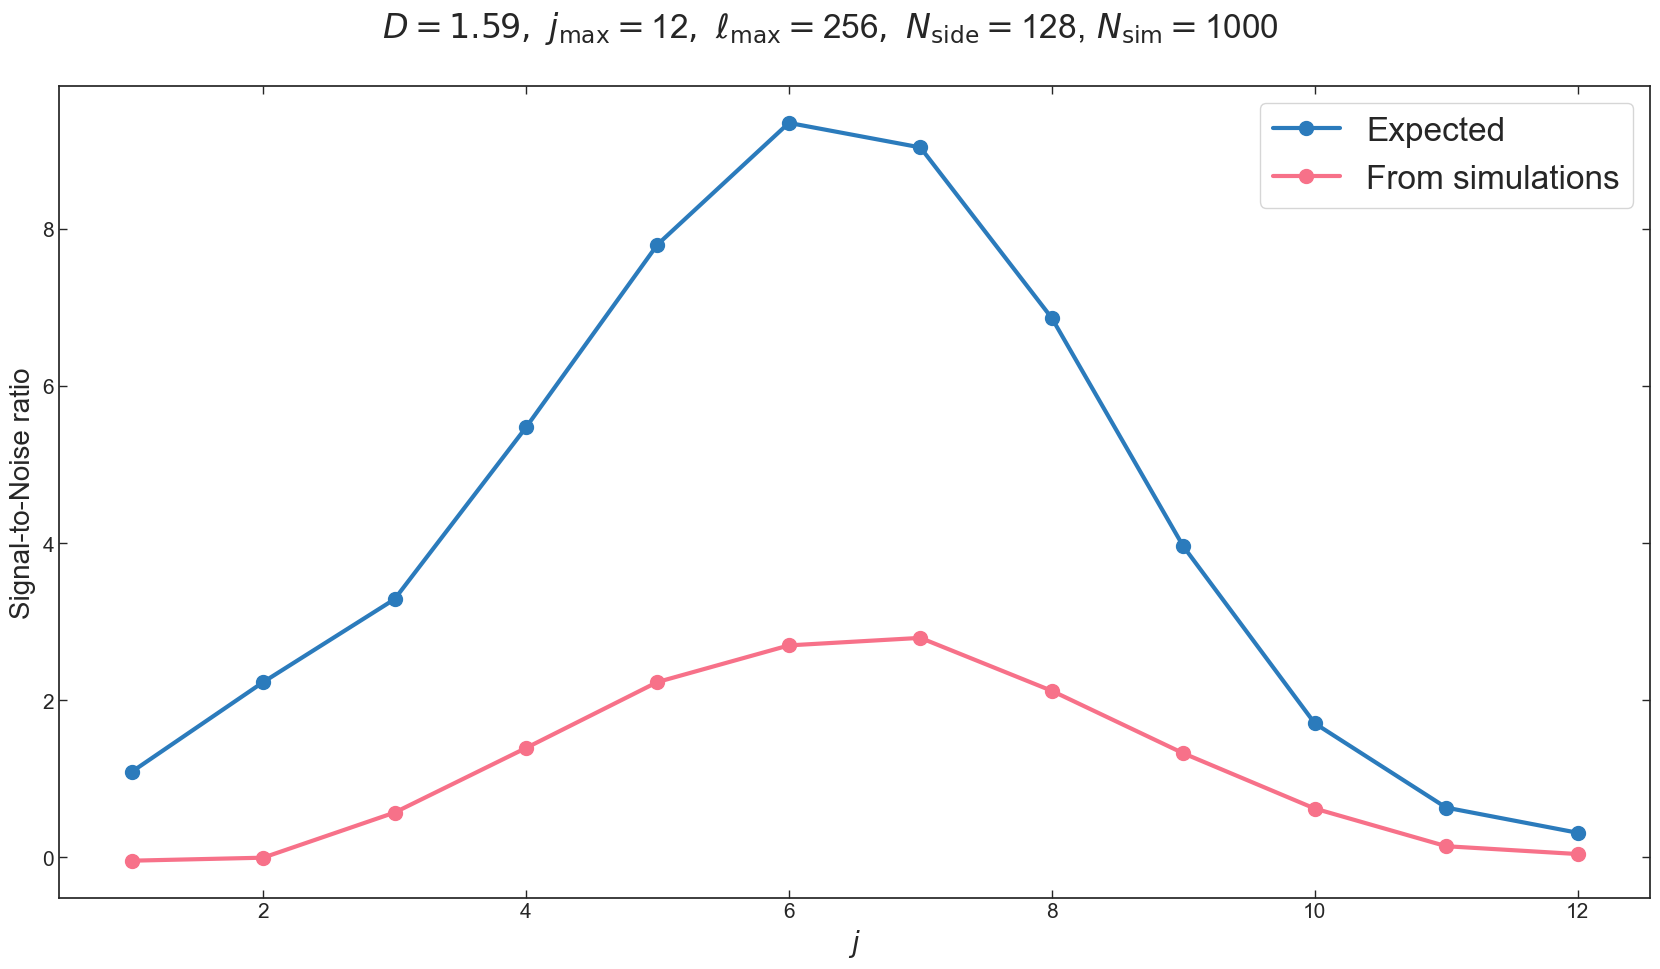 D = 1.59, j_max = 12, ℓ_max = 256, N_side = 128, N_sim = 1000
Expected
From simulations
Signal-to-Noise ratio
8
6
4
2
0
2 4 6 8 10 12
j